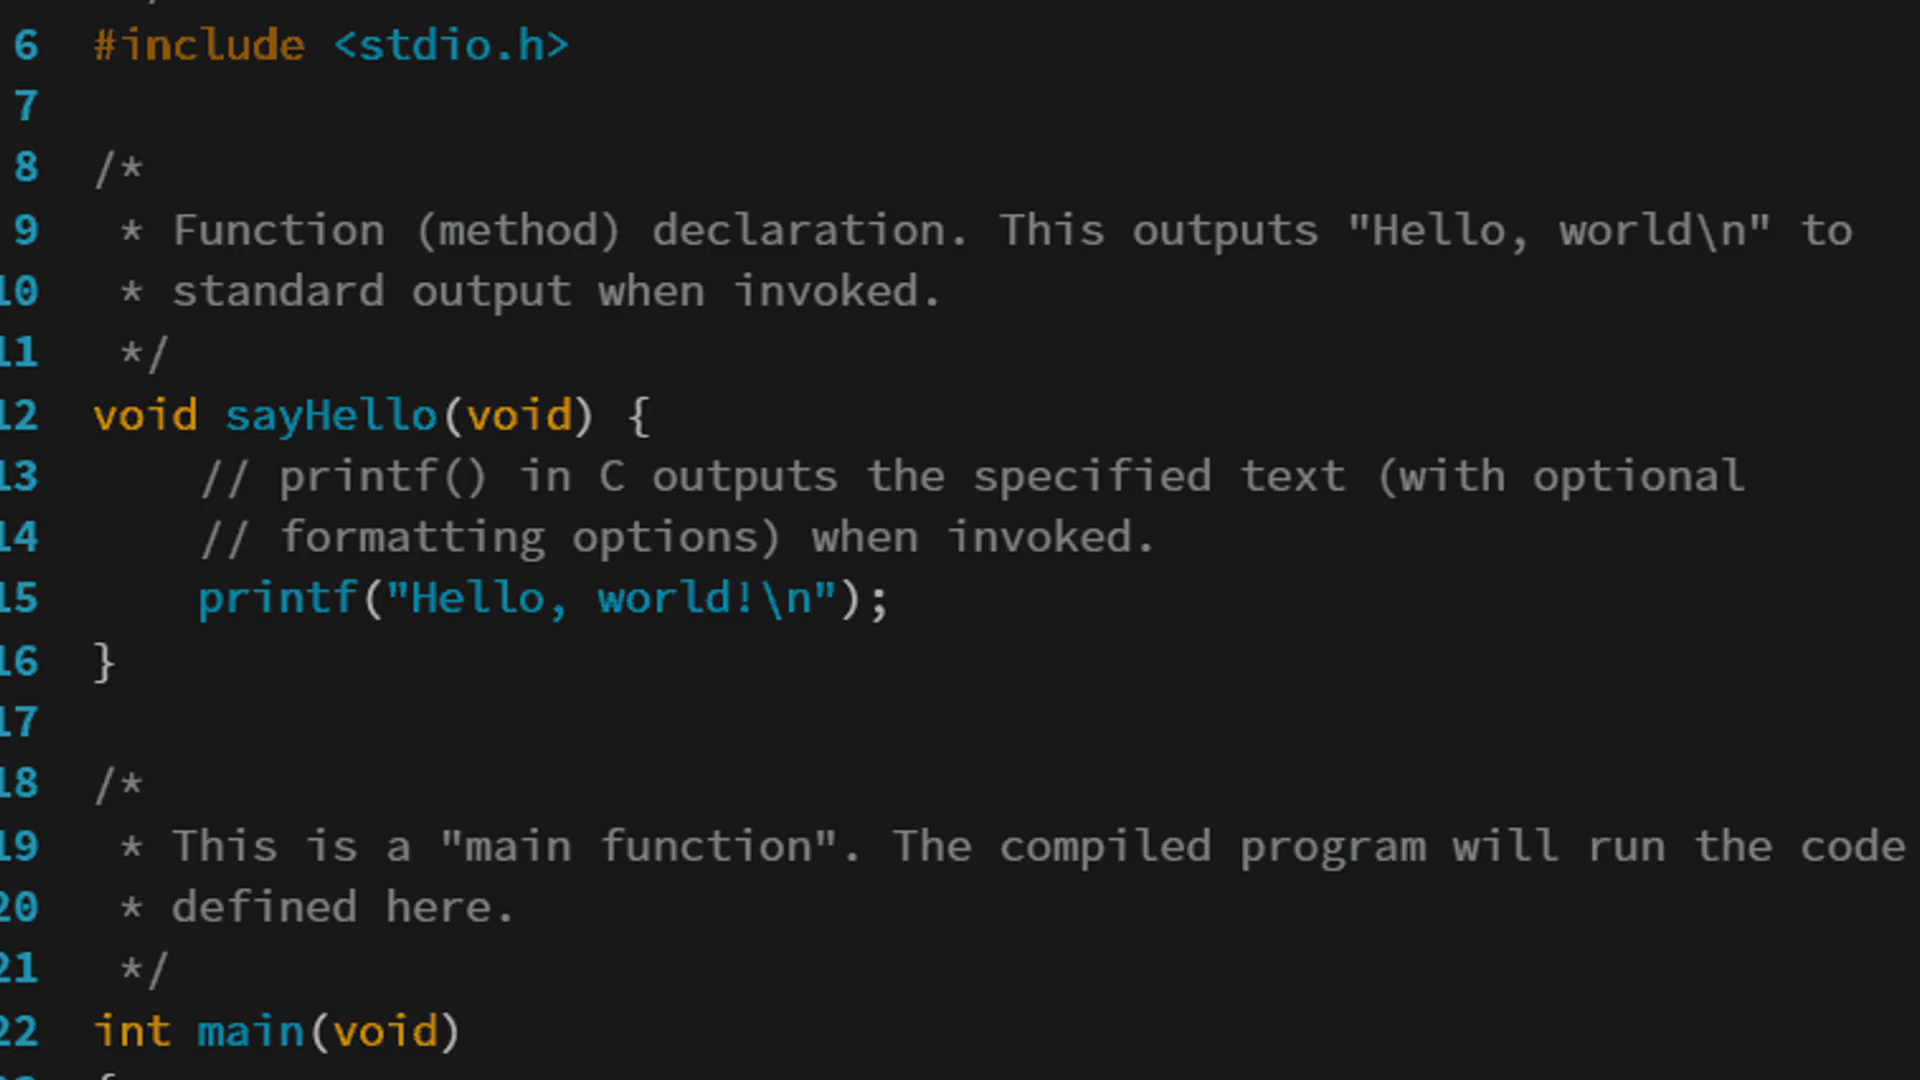 6 #include <stdio.h>
7
8 /*
9  * Function (method) declaration. This outputs "Hello, world\n" to
10  * standard output when invoked.
11  */
12 void sayHello(void) {
13     // printf() in C outputs the specified text (with optional
14     // formatting options) when invoked.
15     printf("Hello, world!\n");
16 }
17
18 /*
19  * This is a "main function". The compiled program will run the code
20  * defined here.
21  */
22 int main(void)
{